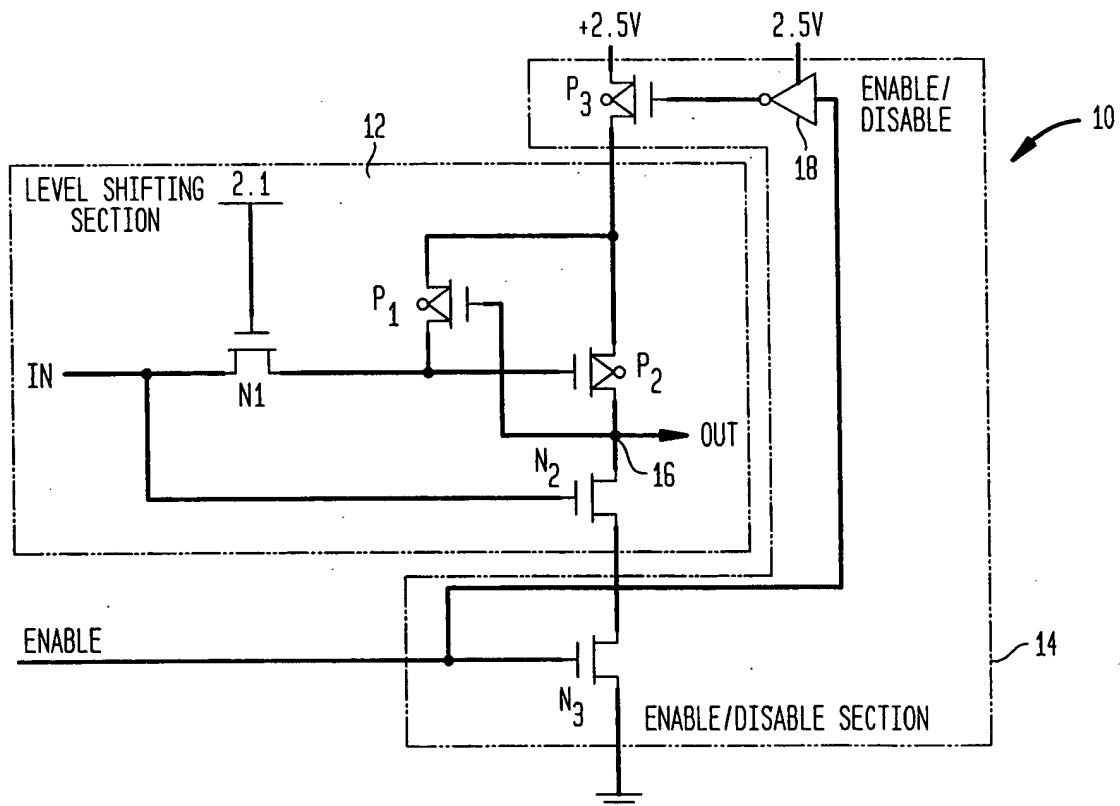 +2.5V
2.5V
P3
ENABLE/
DISABLE
18
10
12
LEVEL SHIFTING
SECTION
2.1
P1
P2
IN
N1
OUT
16
N2
ENABLE
N3
ENABLE/DISABLE SECTION
14